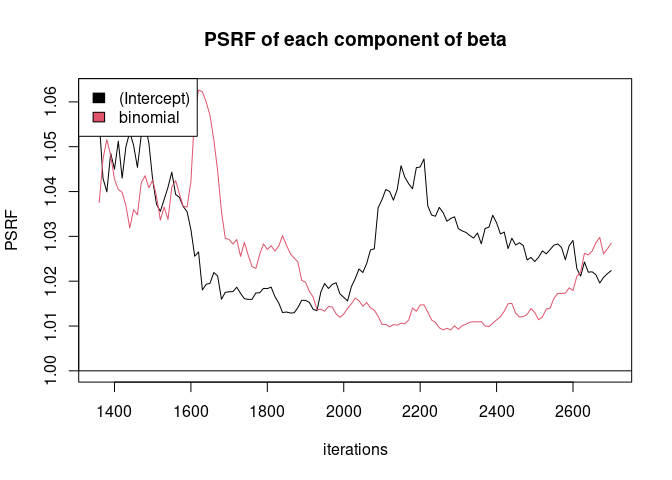 PSRF of each component of beta
(Intercept)
binomial
PSRF
1.06
1.05
1.04
1.03
1.02
1.01
1.00
1400 1600 1800 2000 2200 2400 2600
iterations